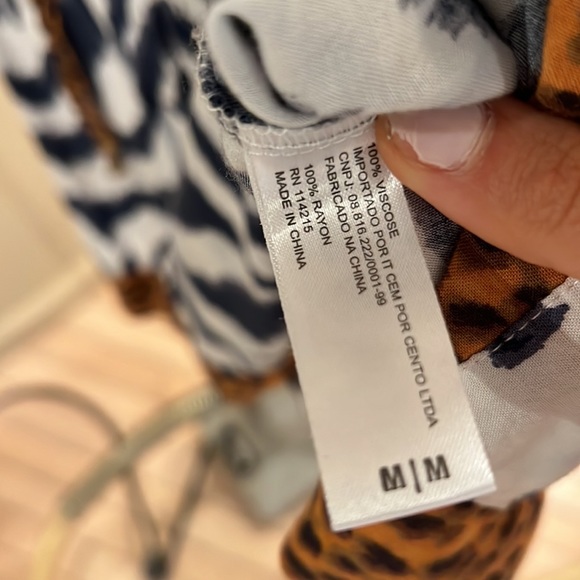 100% VISCOSE
IMPORTADO POR IT CEM POR CENTO LTDA
CNPJ: 08.816.222/0001-99
FABRICADO NA CHINA
100% RAYON
RN 114215
MADE IN CHINA
M|M